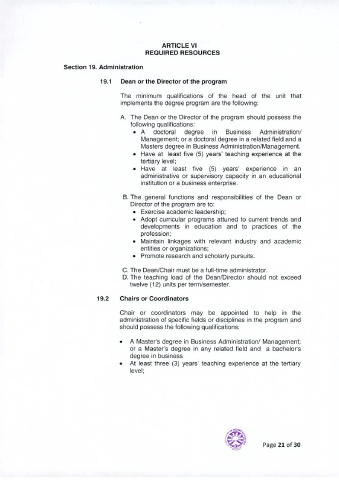 ARTICLE VI
REQUIRED RESOURCES
Section 19. Administration
19.1 Dean or the Director of the program
The minimum qualifications of the head of the unit that
implements the degree program are the following:
A. The Dean or the Director of the program should possess the
following qualifications:
• A doctoral degree in Business Administration/
Management; or a doctoral degree in a related field and a
Masters degree in Business Administration/Management.
• Have at least five (5) years' teaching experience at the
tertiary level;
• Have at least five (5) years' experience in an
administrative or supervisory capacity in an educational
institution or a business enterprise.
B. The general functions and responsibilities of the Dean or
Director of the program are to:
• Exercise academic leadership;
• Adopt curricular programs attuned to current trends and
developments in education and to practices of the
profession;
• Maintain linkages with relevant industry and academic
entities or organizations;
• Promote research and scholarly pursuits.
C. The Dean/Chair must be a full-time administrator.
D. The teaching load of the Dean/Director should not exceed
twelve (12) units per term/semester.
19.2 Chairs or Coordinators
Chair or coordinators may be appointed to help in the
administration of specific fields or disciplines in the program and
should possess the following qualifications:
• A Master's degree in Business Administration/ Management;
or a Master's degree in any related field and a bachelor's
degree in business
• At least three (3) years' teaching experience at the tertiary
level;
Page 21 of 30